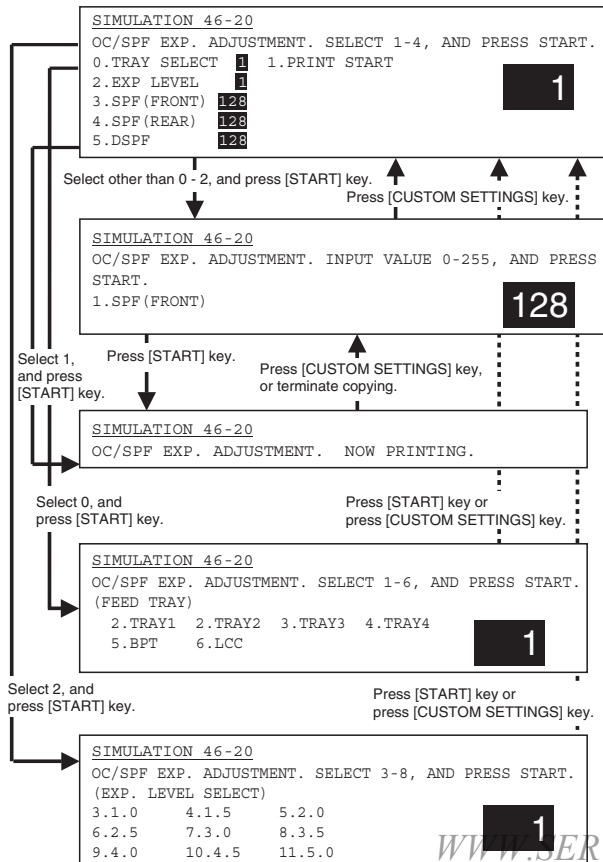 SIMULATION 46-20
OC/SPF EXP. ADJUSTMENT. SELECT 1-4, AND PRESS START.
0.TRAY SELECT 1 1.PRINT START
2.EXP LEVEL 1
3.SPF(FRONT) 128
4.SPF(REAR) 128
5.DSPF 128
1
Select other than 0 - 2, and press [START] key.
Press [CUSTOM SETTINGS] key.
SIMULATION 46-20
OC/SPF EXP. ADJUSTMENT. INPUT VALUE 0-255, AND PRESS
START.
1.SPF(FRONT)
128
Select 1,
and press
[START] key.
Press [START] key.
Press [CUSTOM SETTINGS] key,
or terminate copying.
SIMULATION 46-20
OC/SPF EXP. ADJUSTMENT. NOW PRINTING.
Select 0, and
press [START] key.
Press [START] key or
press [CUSTOM SETTINGS] key.
SIMULATION 46-20
OC/SPF EXP. ADJUSTMENT. SELECT 1-6, AND PRESS START.
(FEED TRAY)
2.TRAY1 2.TRAY2 3.TRAY3 4.TRAY4
5.BPT 6.LCC
1
Select 2, and
press [START] key.
Press [START] key or
press [CUSTOM SETTINGS] key.
SIMULATION 46-20
OC/SPF EXP. ADJUSTMENT. SELECT 3-8, AND PRESS START.
(EXP. LEVEL SELECT)
3.1.0 4.1.5 5.2.0
6.2.5 7.3.0 8.3.5
9.4.0 10.4.5 11.5.0
1
WWW.SER